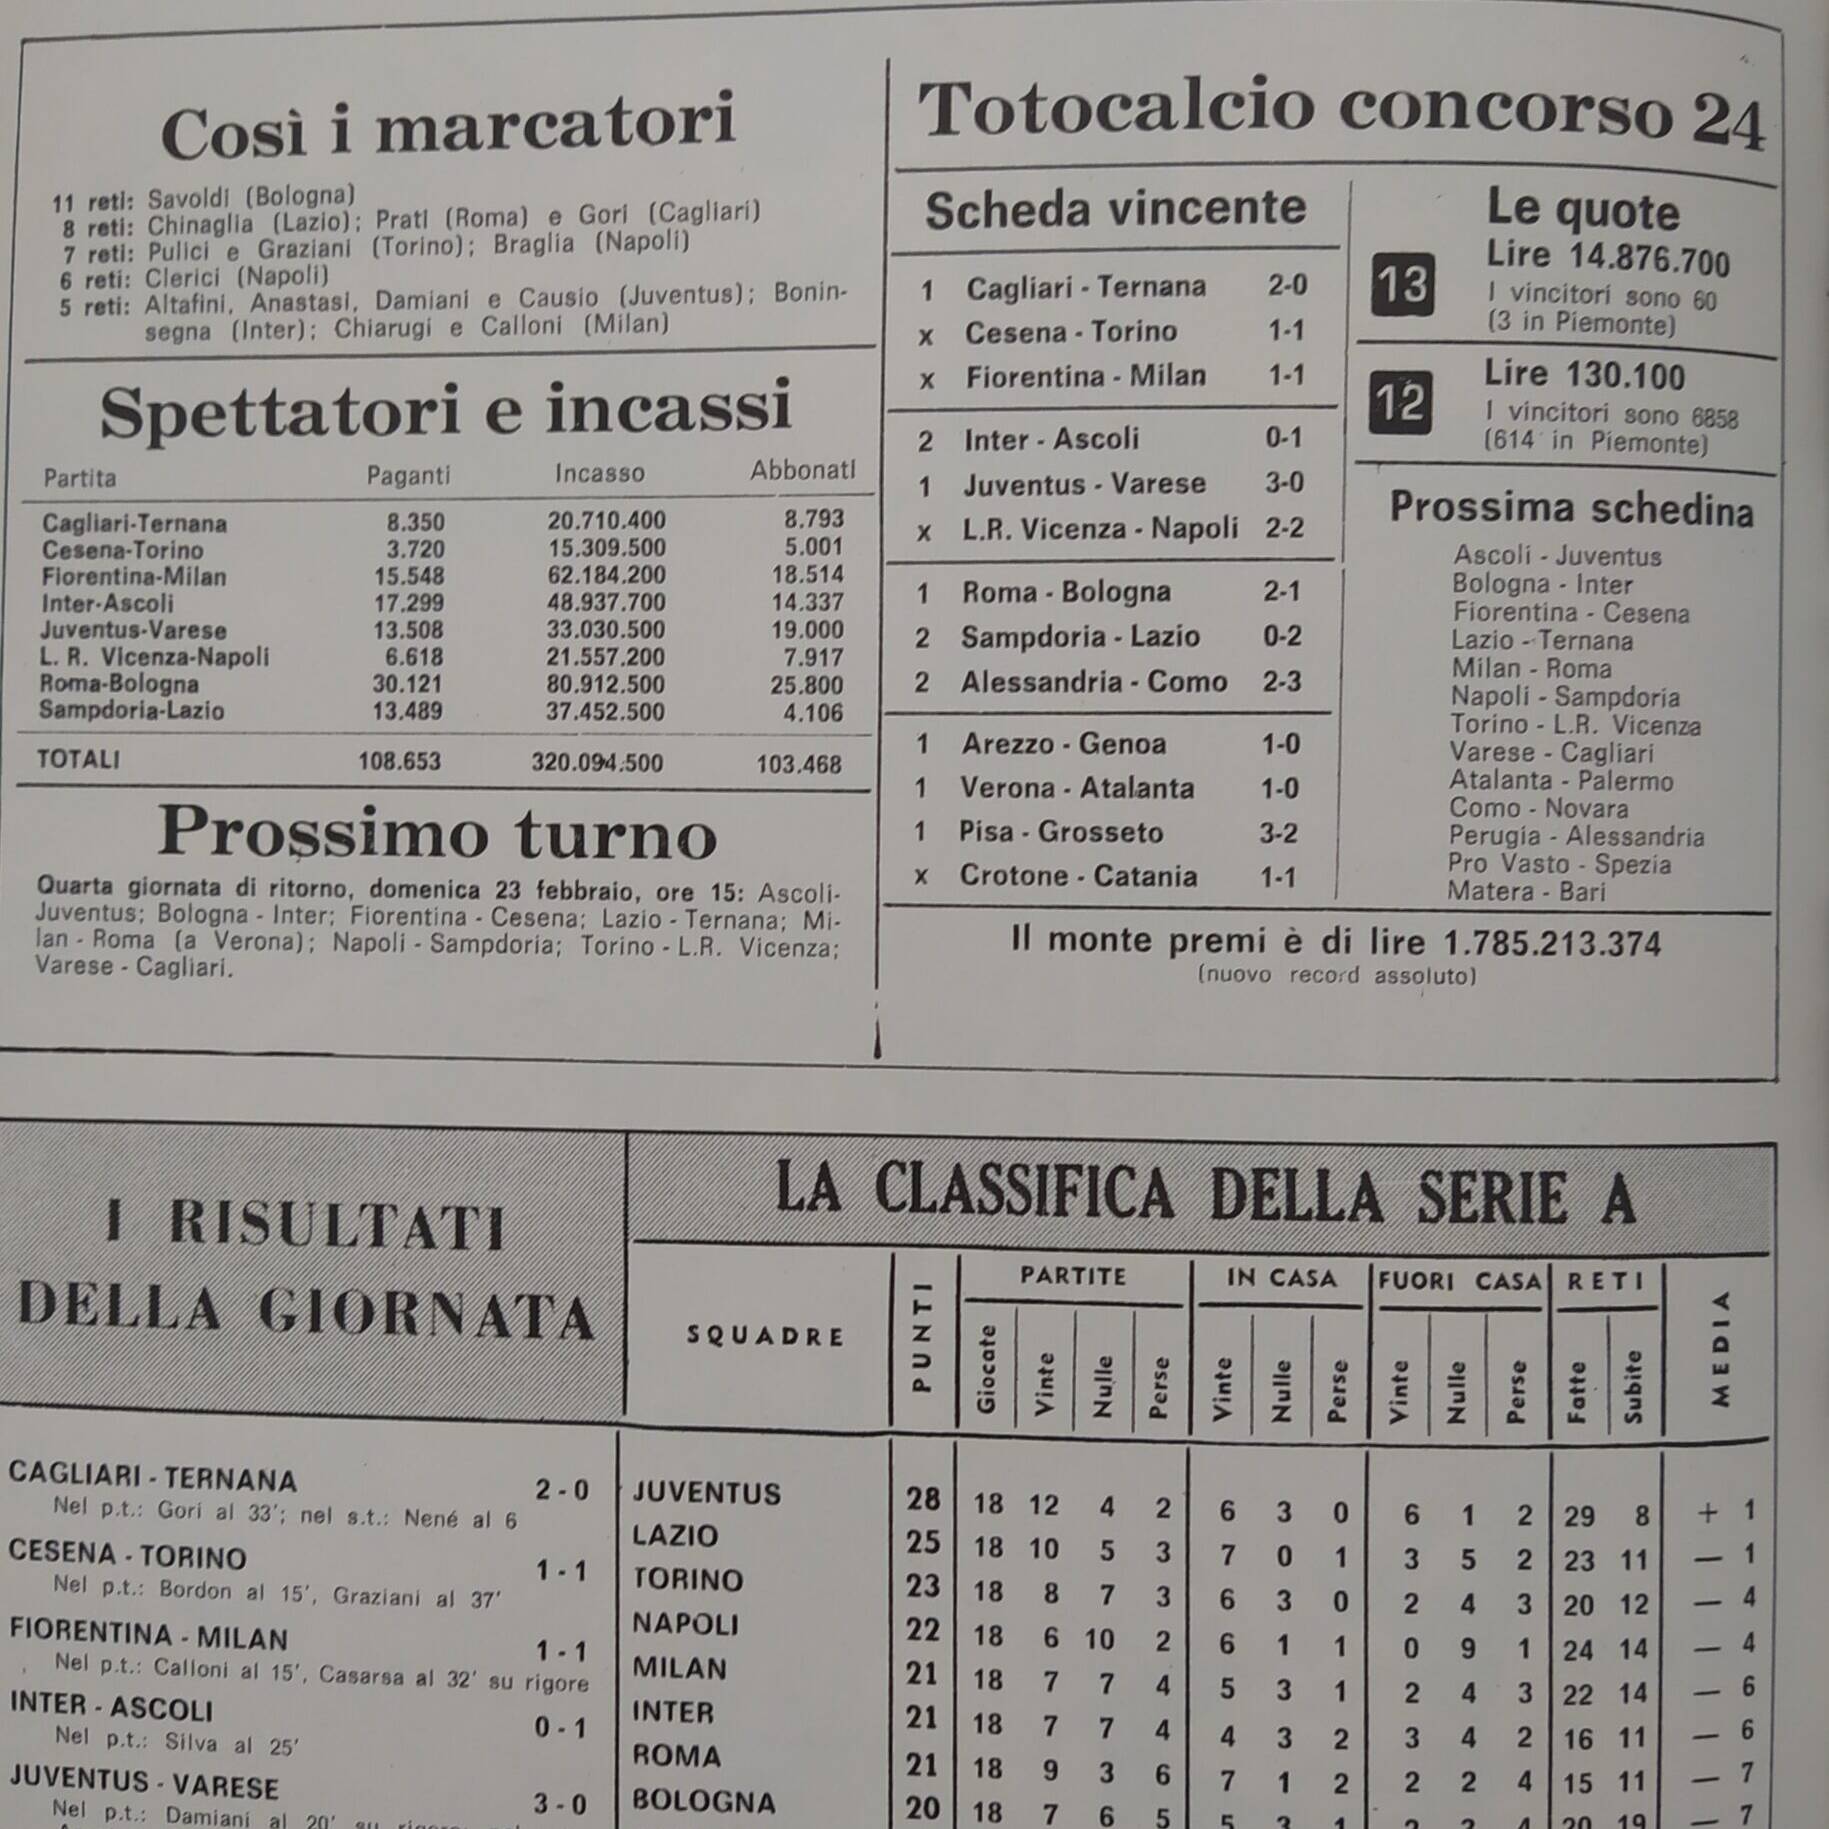 Così i marcatori
11 reti: Savoldi (Bologna)
8 reti: Chinaglia (Lazio); Prati (Roma) e Gori (Cagliari)
7 reti: Pulici e Graziani (Torino); Braglia (Napoli)
6 reti: Clerici (Napoli)
5 reti: Altafini, Anastasi, Damiani e Causio (Juventus); Bonin-
segna (Inter); Chiarugi e Calloni (Milan)
Spettatori e incassi
Partita Paganti Incasso Abbonati
Cagliari-Ternana 8.350 20.710.400 8.793
Cesena-Torino 3.720 15.309.500 5.001
Fiorentina-Milan 15.548 62.184.200 18.514
Inter-Ascoli 17.299 48.937.700 14.337
Juventus-Varese 13.508 33.030.500 19.000
L. R. Vicenza-Napoli 6.618 21.557.200 7.917
Roma-Bologna 30.121 80.912.500 25.800
Sampdoria-Lazio 13.489 37.452.500 4.106
TOTALI 108.653 320.094.500 103.468
Prossimo turno
Quarta giornata di ritorno, domenica 23 febbraio, ore 15: Ascoli-
Juventus; Bologna - Inter; Fiorentina - Cesena; Lazio - Ternana; Mi-
lan - Roma (a Verona); Napoli - Sampdoria; Torino - L.R. Vicenza;
Varese - Cagliari.
Totocalcio concorso 24
Scheda vincente
1 Cagliari - Ternana 2-0
x Cesena - Torino 1-1
x Fiorentina - Milan 1-1
2 Inter - Ascoli 0-1
1 Juventus - Varese 3-0
x L.R. Vicenza - Napoli 2-2
1 Roma - Bologna 2-1
2 Sampdoria - Lazio 0-2
2 Alessandria - Como 2-3
1 Arezzo - Genoa 1-0
1 Verona - Atalanta 1-0
1 Pisa - Grosseto 3-2
x Crotone - Catania 1-1
Le quote
13 Lire 14.876.700
I vincitori sono 60
(3 in Piemonte)
12 Lire 130.100
I vincitori sono 6858
(614 in Piemonte)
Prossima schedina
Ascoli - Juventus
Bologna - Inter
Fiorentina - Cesena
Lazio - Ternana
Milan - Roma
Napoli - Sampdoria
Torino - L.R. Vicenza
Varese - Cagliari
Atalanta - Palermo
Como - Novara
Perugia - Alessandria
Pro Vasto - Spezia
Matera - Bari
Il monte premi è di lire 1.785.213.374
(nuovo record assoluto)
I RISULTATI
DELLA GIORNATA
CAGLIARI - TERNANA 2 - 0
Nel p.t.: Gori al 33'; nel s.t.: Nené al 6
CESENA - TORINO 1 - 1
Nel p.t.: Bordon al 15', Graziani al 37'
FIORENTINA - MILAN 1 - 1
Nel p.t.: Calloni al 15', Casarsa al 32' su rigore
INTER - ASCOLI 0 - 1
Nel p.t.: Silva al 25'
JUVENTUS - VARESE 3 - 0
Nel p.t.: Damiani al 20' su
LA CLASSIFICA DELLA SERIE A
SQUADRE PUNTI PARTITE IN CASA FUORI CASA RETI MEDIA
Giocate Vinte Nulle Perse Vinte Nulle Perse Vinte Nulle Perse Fatte Subite
JUVENTUS 28 18 12 4 2 6 3 0 6 1 2 29 8 + 1
LAZIO 25 18 10 5 3 7 0 1 3 5 2 23 11 — 1
TORINO 23 18 8 7 3 6 3 0 2 4 3 20 12 — 4
NAPOLI 22 18 6 10 2 6 1 1 0 9 1 24 14 — 4
MILAN 21 18 7 7 4 5 3 1 2 4 3 22 14 — 6
INTER 21 18 7 7 4 4 3 2 3 4 2 16 11 — 6
ROMA 21 18 9 3 6 7 1 2 2 2 4 15 11 — 7
BOLOGNA 20 18 7 6 5 5 3 1 2 3 4 20 19 — 7